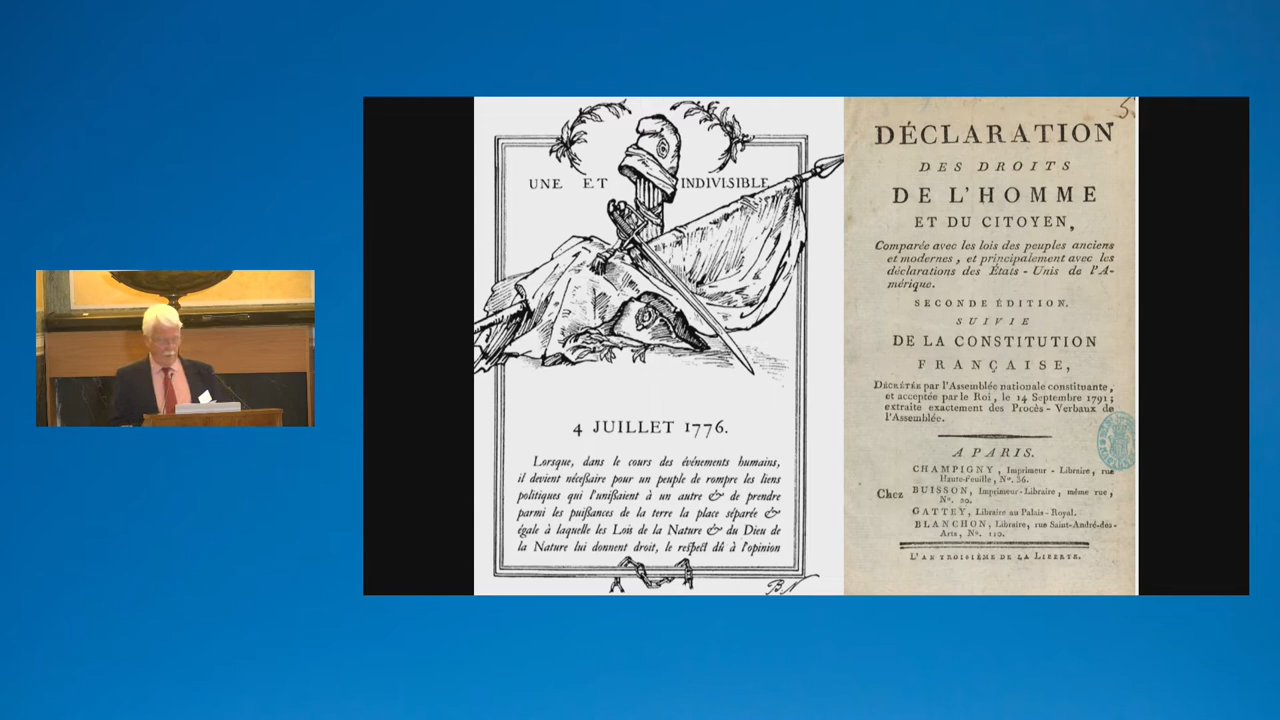 UNE ET INDIVISIBLE
4 JUILLET 1776.
Lorsque, dans le cours des événements humains,
il devient néceßaire pour un peuple de rompre les liens
politiques qui l'unißaient à un autre & de prendre
parmi les puißances de la terre la place séparée &
égale à laquelle les Lois de la Nature & du Dieu de
la Nature lui donnent droit, le respect dû à l'opinion
BN
5
DÉCLARATION
DES DROITS
DE L'HOMME
ET DU CITOYEN,
Comparée avec les lois des peuples anciens
et modernes, et principalement avec les
déclarations des États-Unis de l'A-
mérique.
SECONDE ÉDITION,
SUIVIE
DE LA CONSTITUTION
FRANÇAISE,
DÉCRÉTÉE par l'Assemblée nationale constituante,
et acceptée par le Roi, le 14 Septembre 1791;
extraite exactement des Procès-Verbaux de
l'Assemblée.
A PARIS.
CHAMPIGNY, Imprimeur-Libraire, rue
Haute-Feuille, Nº. 36.
Chez BUISSON, Imprimeur-Libraire, même rue,
Nº. 20.
GATTEY, Libraire au Palais-Royal.
BLANCHON, Libraire, rue Saint-André-des-
Arts, Nº. 110.
L'AN TROISIÈME DE LA LIBERTÉ.